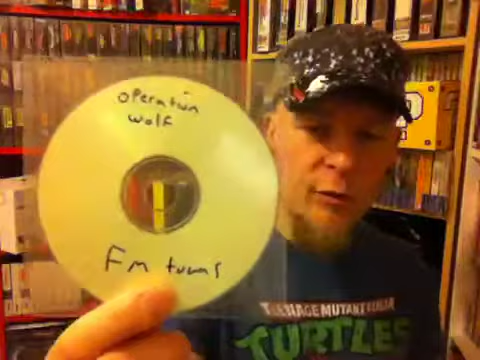 operation
wolf
Fm towns
TEENAGE MUTANT NINJA
TURTLES